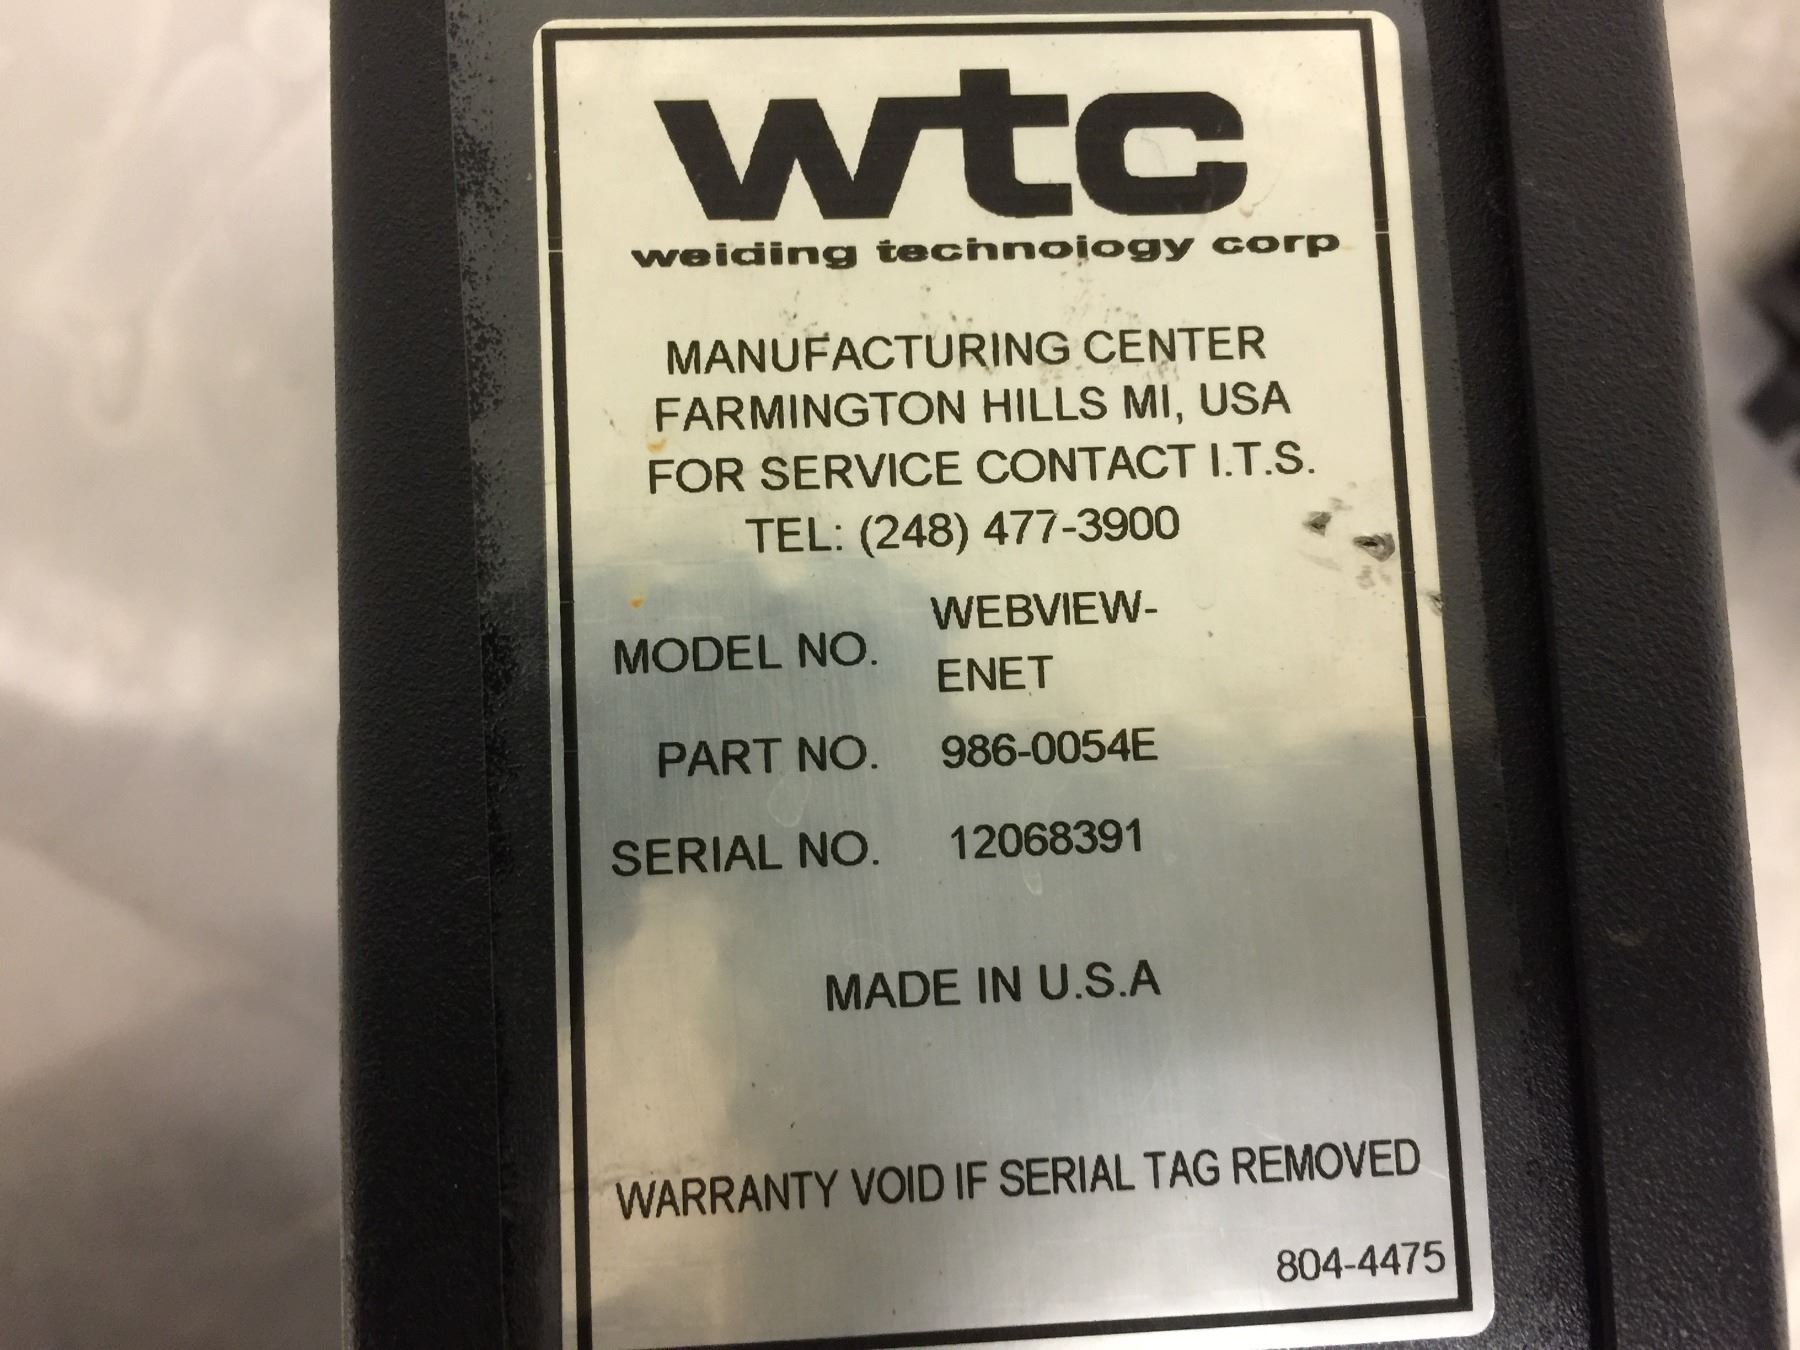 wtc
welding technology corp
MANUFACTURING CENTER
FARMINGTON HILLS MI, USA
FOR SERVICE CONTACT I.T.S.
TEL: (248) 477-3900
MODEL NO. WEBVIEW-
ENET
PART NO. 986-0054E
SERIAL NO. 12068391
MADE IN U.S.A
WARRANTY VOID IF SERIAL TAG REMOVED
804-4475